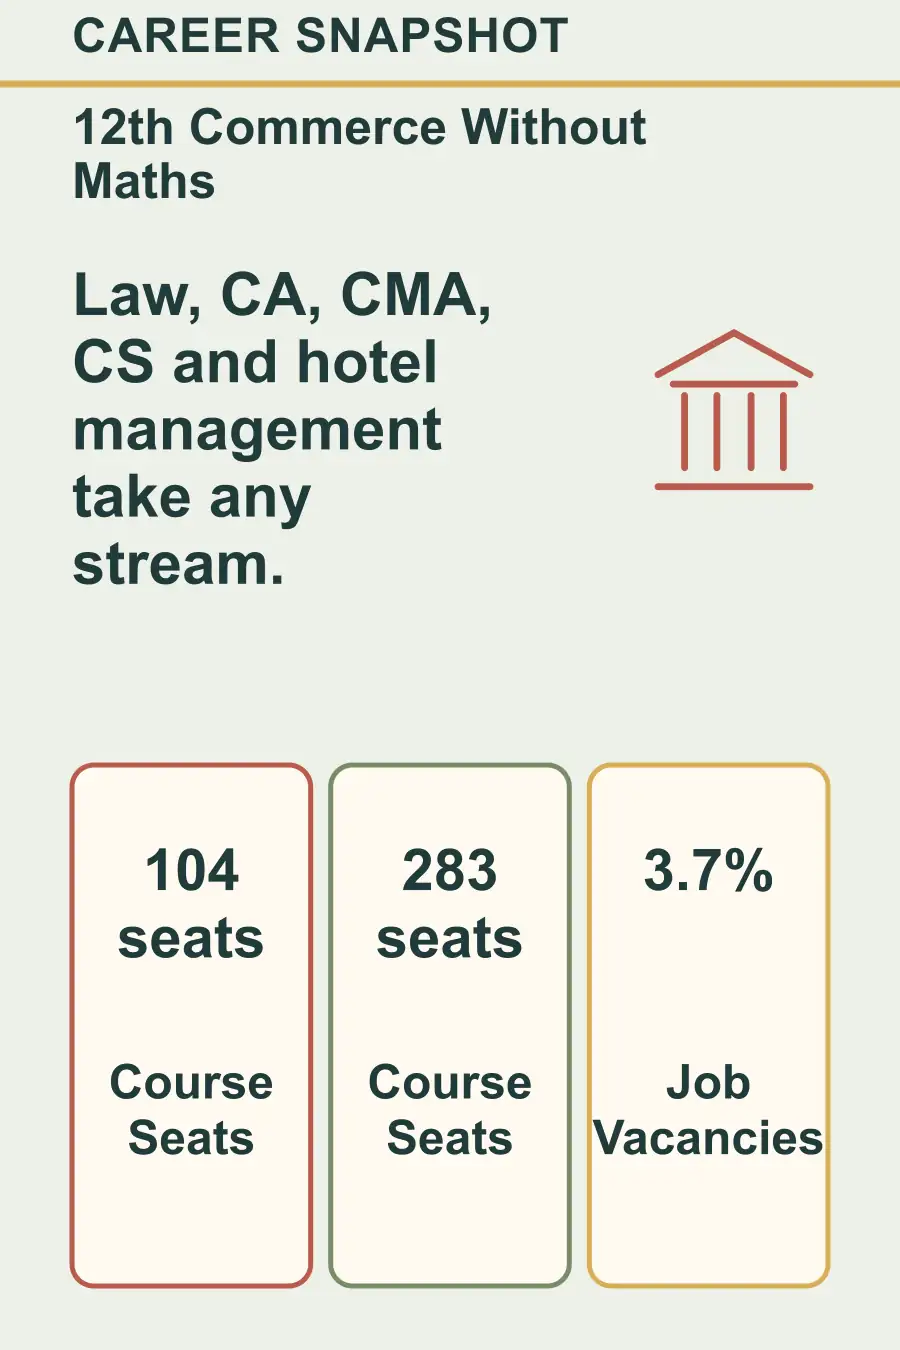 CAREER SNAPSHOT
12th Commerce Without
Maths
Law, CA, CMA,
CS and hotel
management
take any
stream.
104
seats
Course
Seats
283
seats
Course
Seats
3.7%
Job
Vacancies